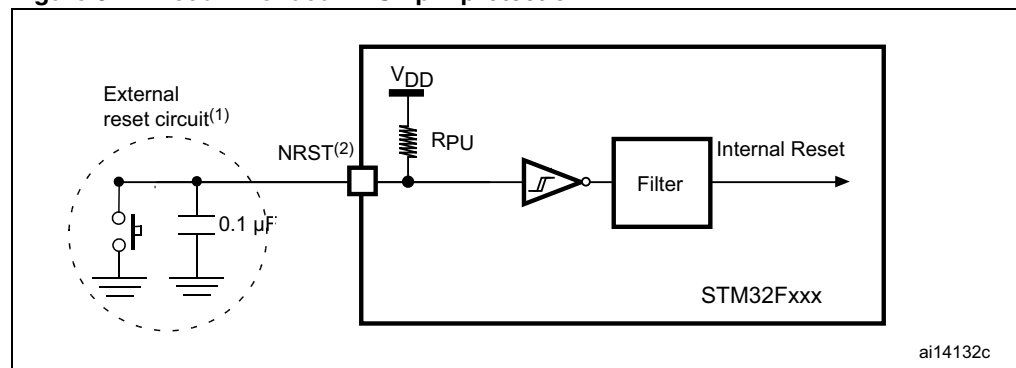 External
reset circuit(1)
NRST(2)
VDD
RPU
0.1 µF
Filter
Internal Reset
STM32Fxxx
ai14132c